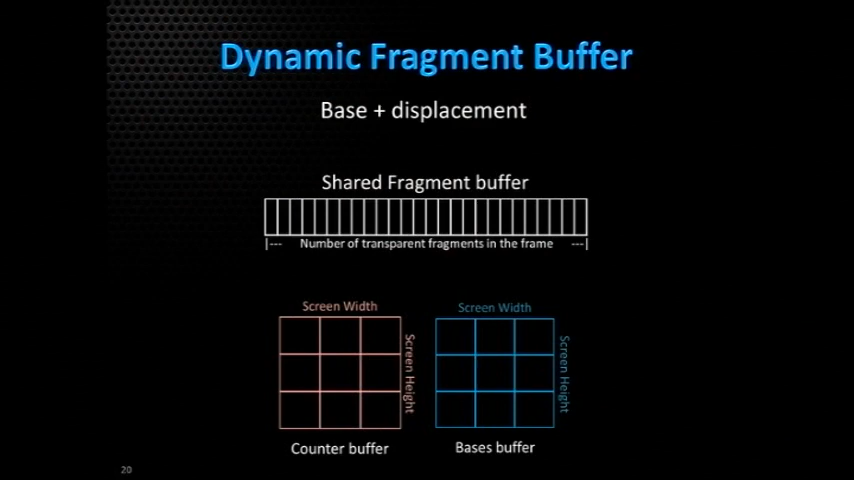 Dynamic Fragment Buffer
Base + displacement
Shared Fragment buffer
|--- Number of transparent fragments in the frame ---|
Screen Width
Screen Height
Counter buffer
Screen Width
Screen Height
Bases buffer
20